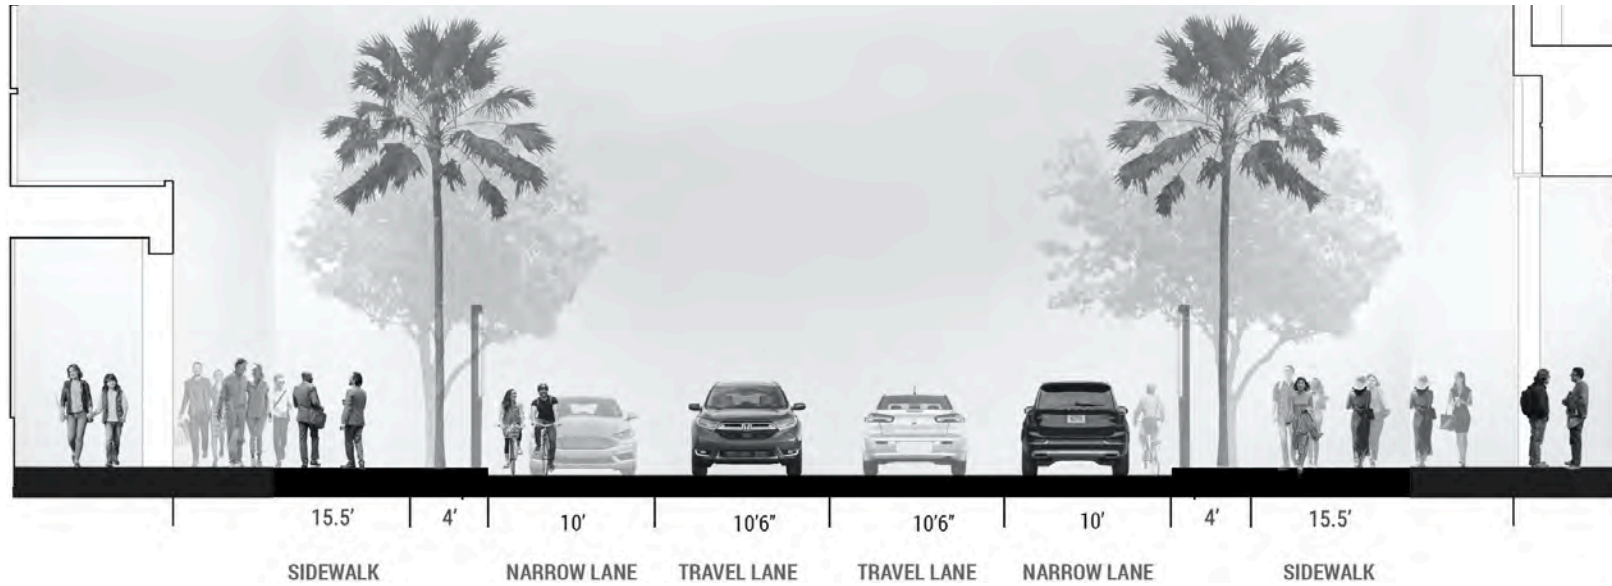 15.5’ 4’ 10’ 10’6” 10’6” 10’ 4’ 15.5’
SIDEWALK NARROW LANE TRAVEL LANE TRAVEL LANE NARROW LANE SIDEWALK